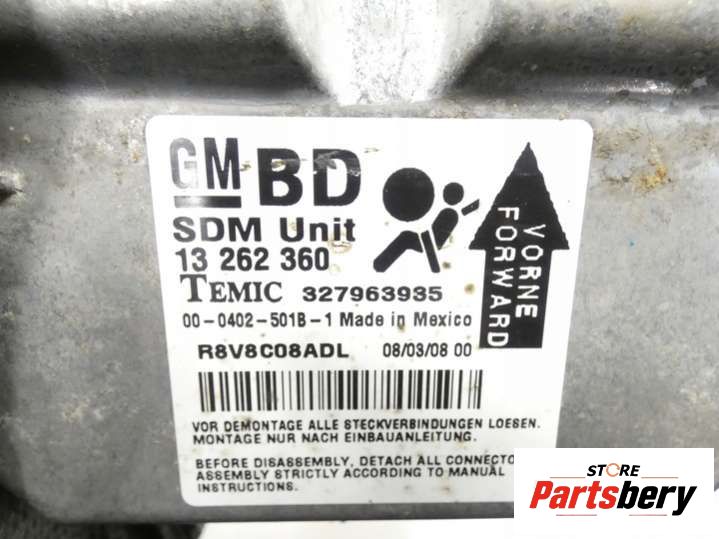 GM BD
SDM Unit
13 262 360
TEMIC 327963935
00-0402-501B-1 Made in Mexico
R8V8C08ADL 08/03/08 00
VORNE
FORWARD
VOR DEMONTAGE ALLE STECKVERBINDUNGEN LOESEN.
MONTAGE NUR NACH EINBAUANLEITUNG.
BEFORE DISASSEMBLY, DETACH ALL CONNECTO
ASSEMBLY STRICTLY ACCORDING TO MANUAL
INSTRUCTIONS.
STORE
Partsbery